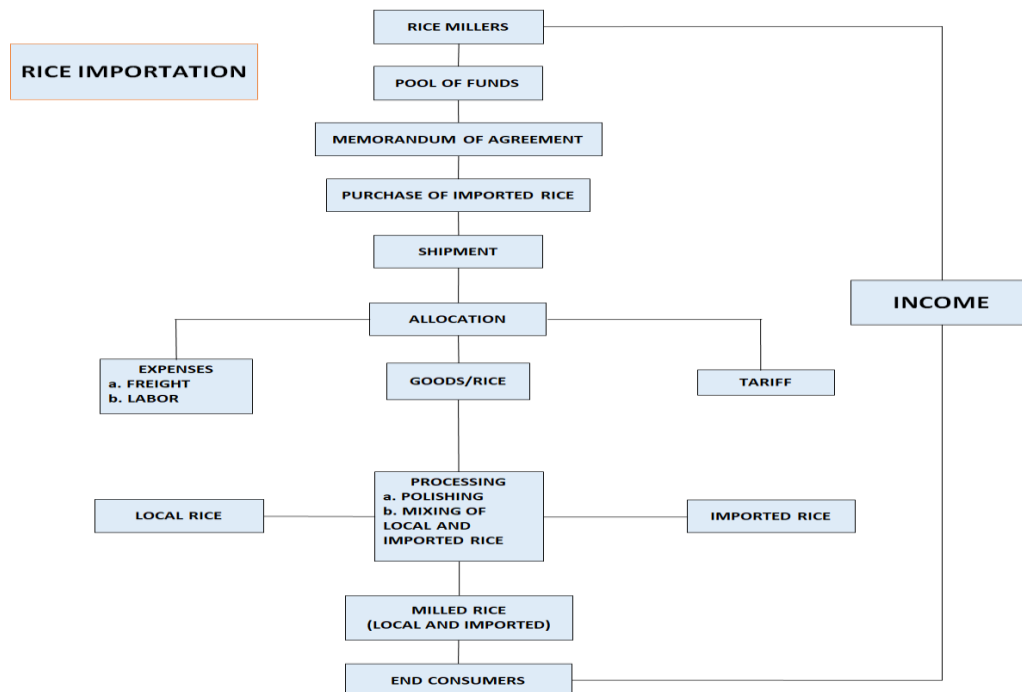 RICE MILLERS
RICE IMPORTATION
POOL OF FUNDS
MEMORANDUM OF AGREEMENT
PURCHASE OF IMPORTED RICE
SHIPMENT
INCOME
ALLOCATION
EXPENSES
a. FREIGHT
b. LABOR
GOODS/RICE
TARIFF
PROCESSING
a. POLISHING
b. MIXING OF
LOCAL AND
IMPORTED RICE
LOCAL RICE
IMPORTED RICE
MILLED RICE
(LOCAL AND IMPORTED)
END CONSUMERS